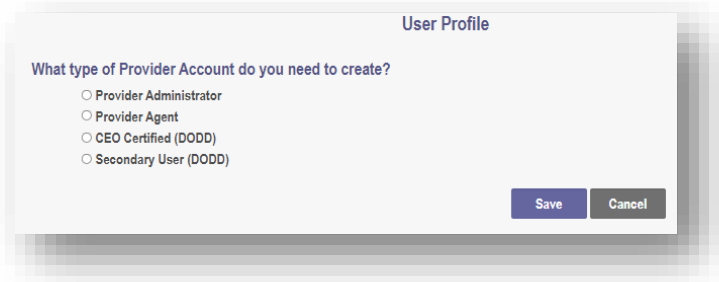 User Profile
What type of Provider Account do you need to create?
Provider Administrator
Provider Agent
CEO Certified (DODD)
Secondary User (DODD)
Save Cancel